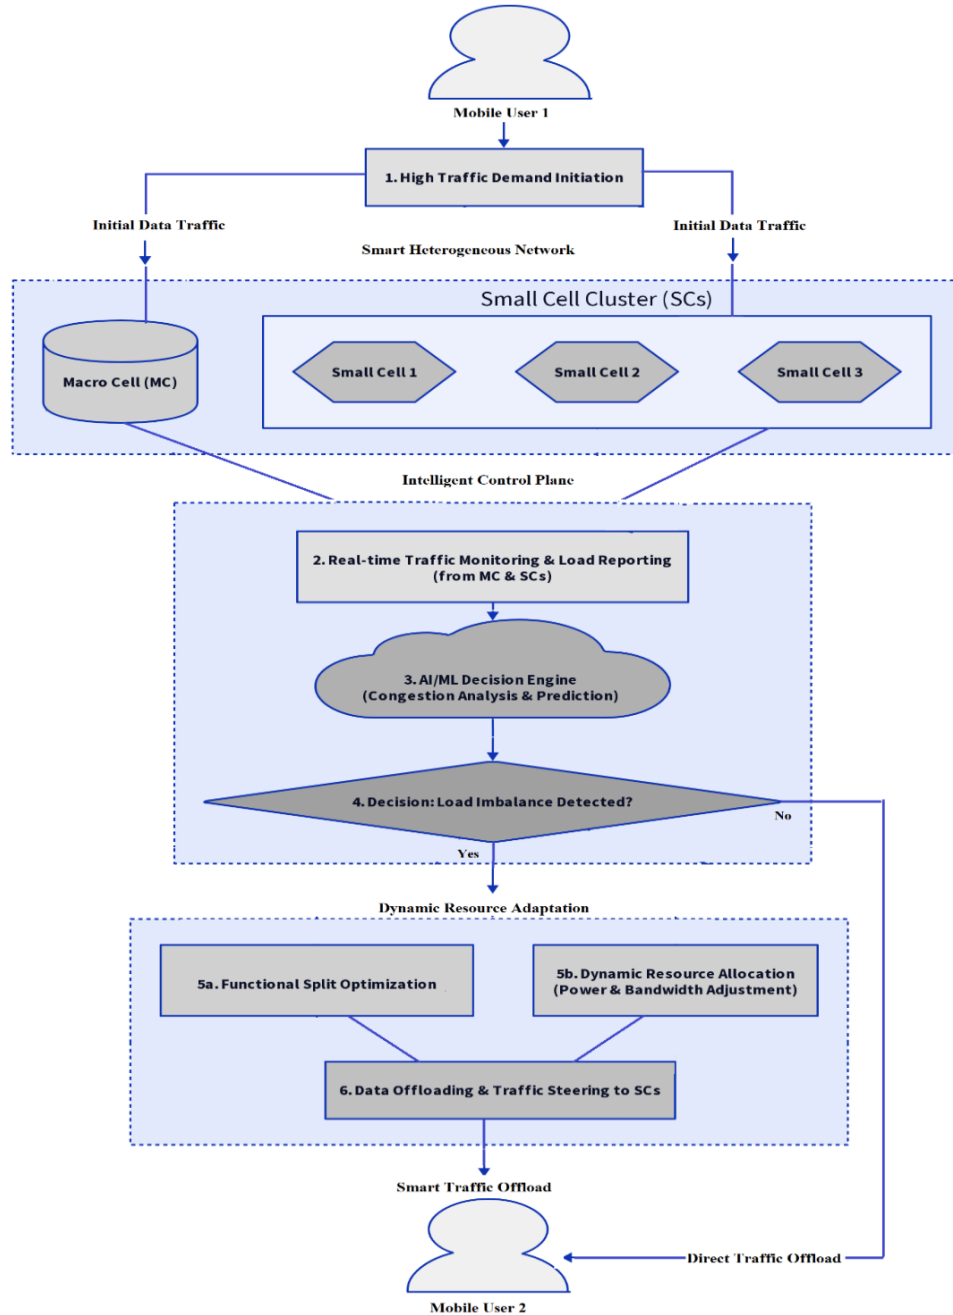 Mobile User 1
1. High Traffic Demand Initiation
Initial Data Traffic
Initial Data Traffic
Smart Heterogeneous Network
Small Cell Cluster (SCs)
Macro Cell (MC)
Small Cell 1
Small Cell 2
Small Cell 3
Intelligent Control Plane
2. Real-time Traffic Monitoring & Load Reporting
(from MC & SCs)
3. AI/ML Decision Engine
(Congestion Analysis & Prediction)
4. Decision: Load Imbalance Detected?
No
Yes
Dynamic Resource Adaptation
5a. Functional Split Optimization
5b. Dynamic Resource Allocation
(Power & Bandwidth Adjustment)
6. Data Offloading & Traffic Steering to SCs
Smart Traffic Offload
Direct Traffic Offload
Mobile User 2